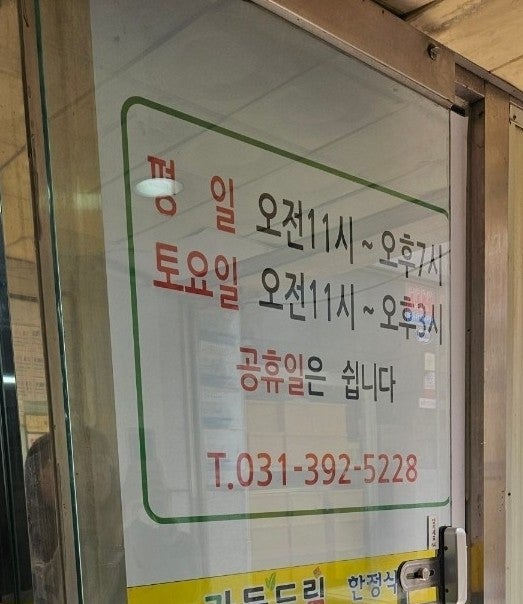 평 일 오전11시 ~ 오후7시
토요일 오전11시 ~ 오후3시
공휴일은 쉽니다
T.031-392-5228
한정식